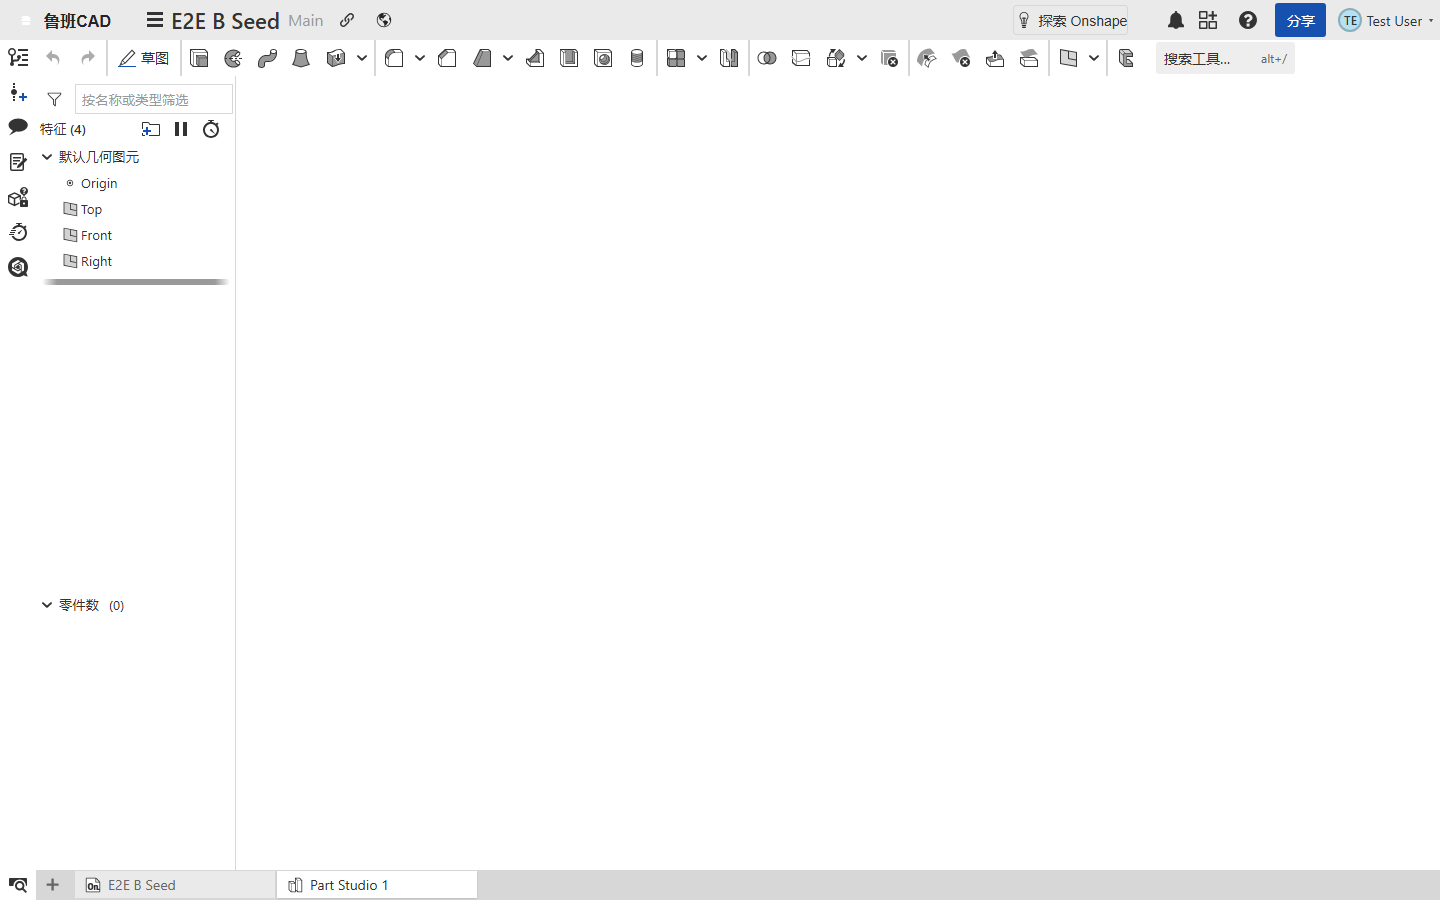 鲁班CAD
E2E B Seed Main
探索 Onshape
分享
TE Test User
草图
搜索工具... alt+/
按名称或类型筛选
特征 (4)
默认几何图元
Origin
Top
Front
Right
零件数 (0)
E2E B Seed
Part Studio 1